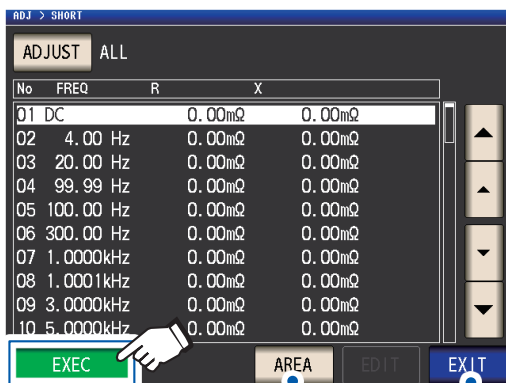 ADJ > SHORT
ADJUST ALL
No FREQ R X
01 DC 0.00mΩ 0.00mΩ
02 4.00 Hz 0.00mΩ 0.00mΩ
03 20.00 Hz 0.00mΩ 0.00mΩ
04 99.99 Hz 0.00mΩ 0.00mΩ
05 100.00 Hz 0.00mΩ 0.00mΩ
06 300.00 Hz 0.00mΩ 0.00mΩ
07 1.0000kHz 0.00mΩ 0.00mΩ
08 1.0001kHz 0.00mΩ 0.00mΩ
09 3.0000kHz 0.00mΩ 0.00mΩ
10 5.0000kHz 0.00mΩ 0.00mΩ
EXEC AREA EDIT EXIT